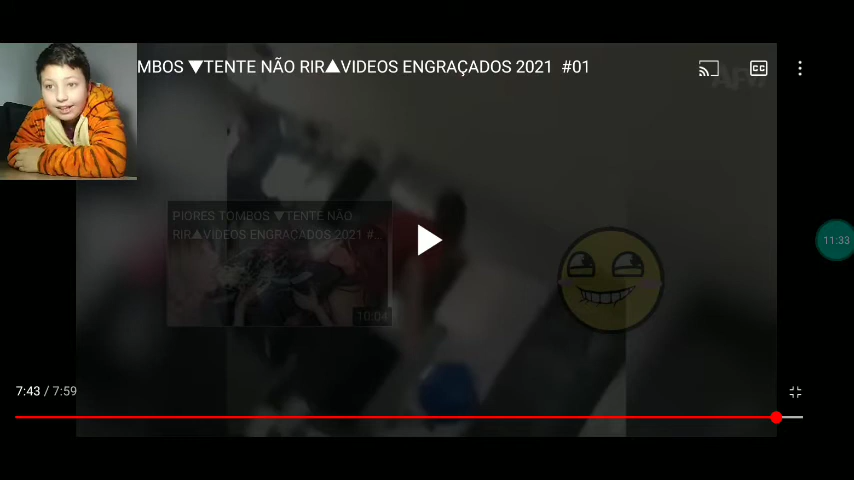 MBOS ▼TENTE NÃO RIR▲VIDEOS ENGRAÇADOS 2021 #01
CC
PIORES TOMBOS ▼TENTE NÃO
RIR▲VIDEOS ENGRAÇADOS 2021 #...
10:04
11:33
7:43 / 7:59